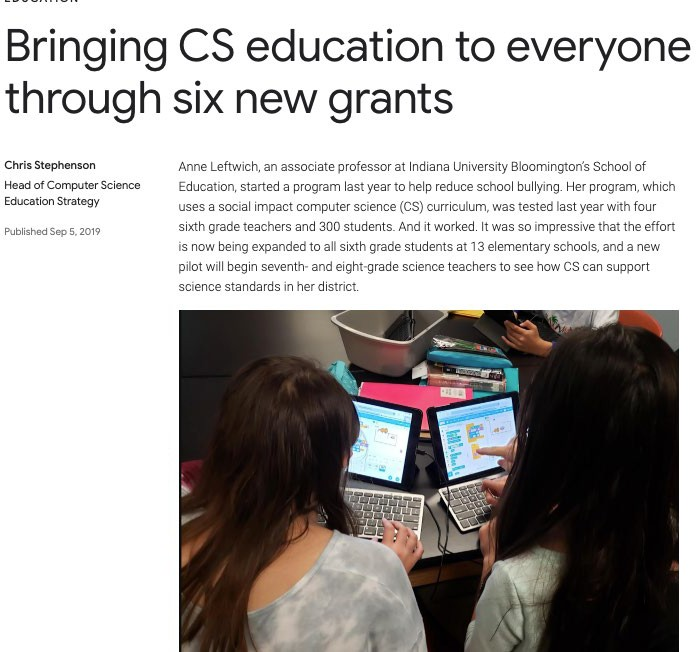 EDUCATION
Bringing CS education to everyone
through six new grants
Chris Stephenson
Head of Computer Science
Education Strategy
Published Sep 5, 2019
Anne Leftwich, an associate professor at Indiana University Bloomington's School of
Education, started a program last year to help reduce school bullying. Her program, which
uses a social impact computer science (CS) curriculum, was tested last year with four
sixth grade teachers and 300 students. And it worked. It was so impressive that the effort
is now being expanded to all sixth grade students at 13 elementary schools, and a new
pilot will begin seventh- and eight-grade science teachers to see how CS can support
science standards in her district.